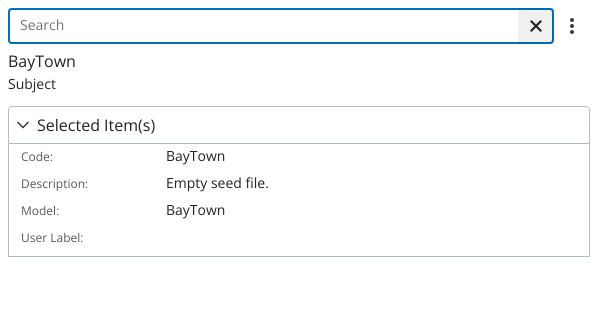 Search
BayTown
Subject
Selected Item(s)
Code: BayTown
Description: Empty seed file.
Model: BayTown
User Label: